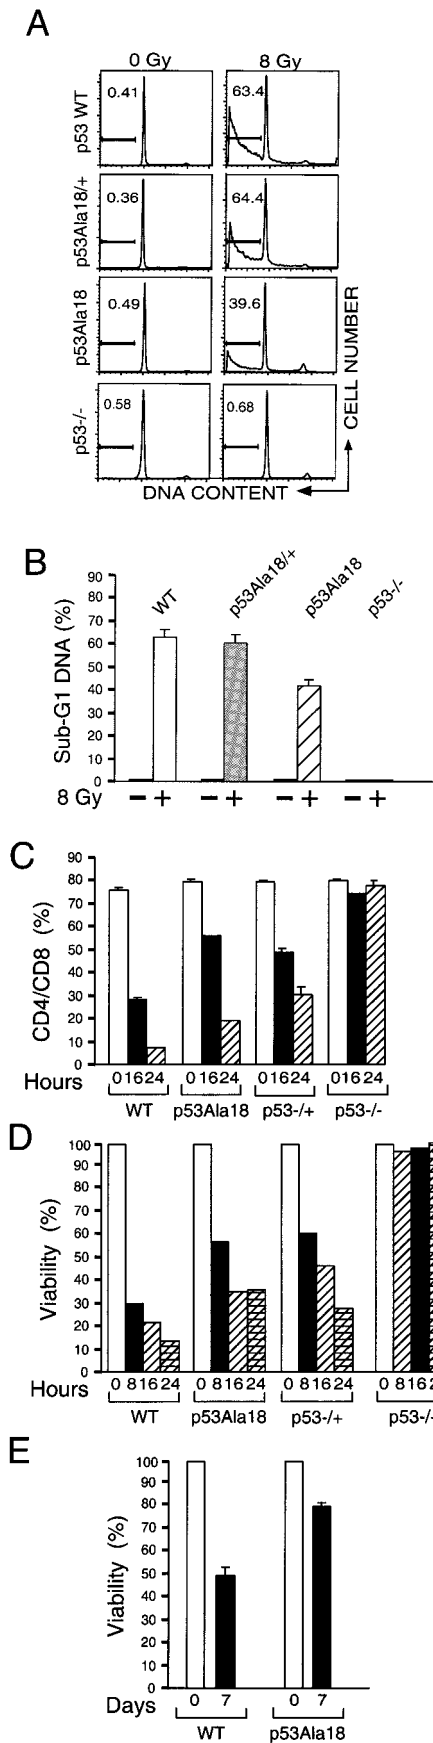 A
0 Gy 8 Gy
p53 WT
0.41 63.4
p53Ala18/+
0.36 64.4
p53Ala18
0.49 39.6
p53-/-
0.58 0.68
CELL NUMBER
DNA CONTENT
B
WT p53Ala18/+ p53Ala18 p53-/-
Sub-G1 DNA (%)
90
80
70
60
50
40
30
20
10
0
8 Gy - + - + - + - +
C
CD4/CD8 (%)
90
80
70
60
50
40
30
20
10
0
Hours 0 16 24 0 16 24 0 16 24 0 16 24
WT p53Ala18 p53-/+ p53-/-
D
Viability (%)
100
90
80
70
60
50
40
30
20
10
0
Hours 0 8 16 24 0 8 16 24 0 8 16 24 0 8 16 2
WT p53Ala18 p53-/+ p53-/-
E
Viability (%)
100
90
80
70
60
50
40
30
20
10
0
Days 0 7 0 7
WT p53Ala18